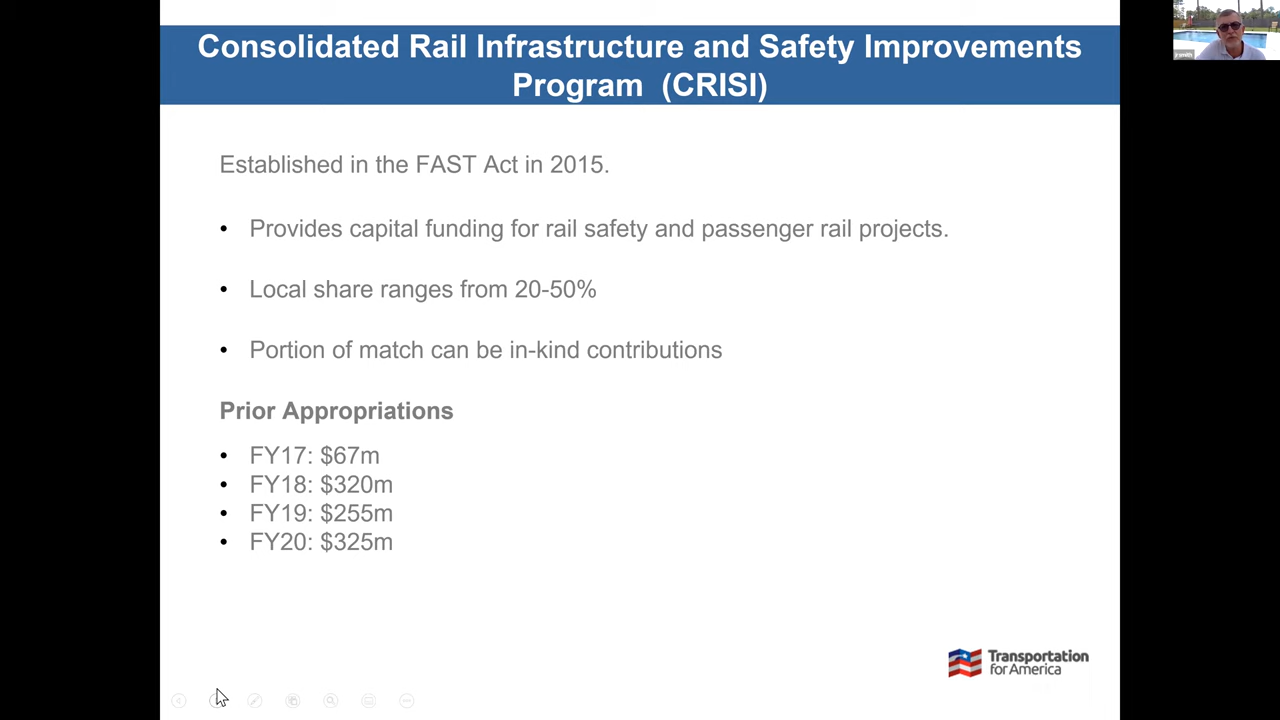 Consolidated Rail Infrastructure and Safety Improvements
Program (CRISI)
Established in the FAST Act in 2015.
• Provides capital funding for rail safety and passenger rail projects.
• Local share ranges from 20-50%
• Portion of match can be in-kind contributions
Prior Appropriations
• FY17: $67m
• FY18: $320m
• FY19: $255m
• FY20: $325m
Transportation
for America